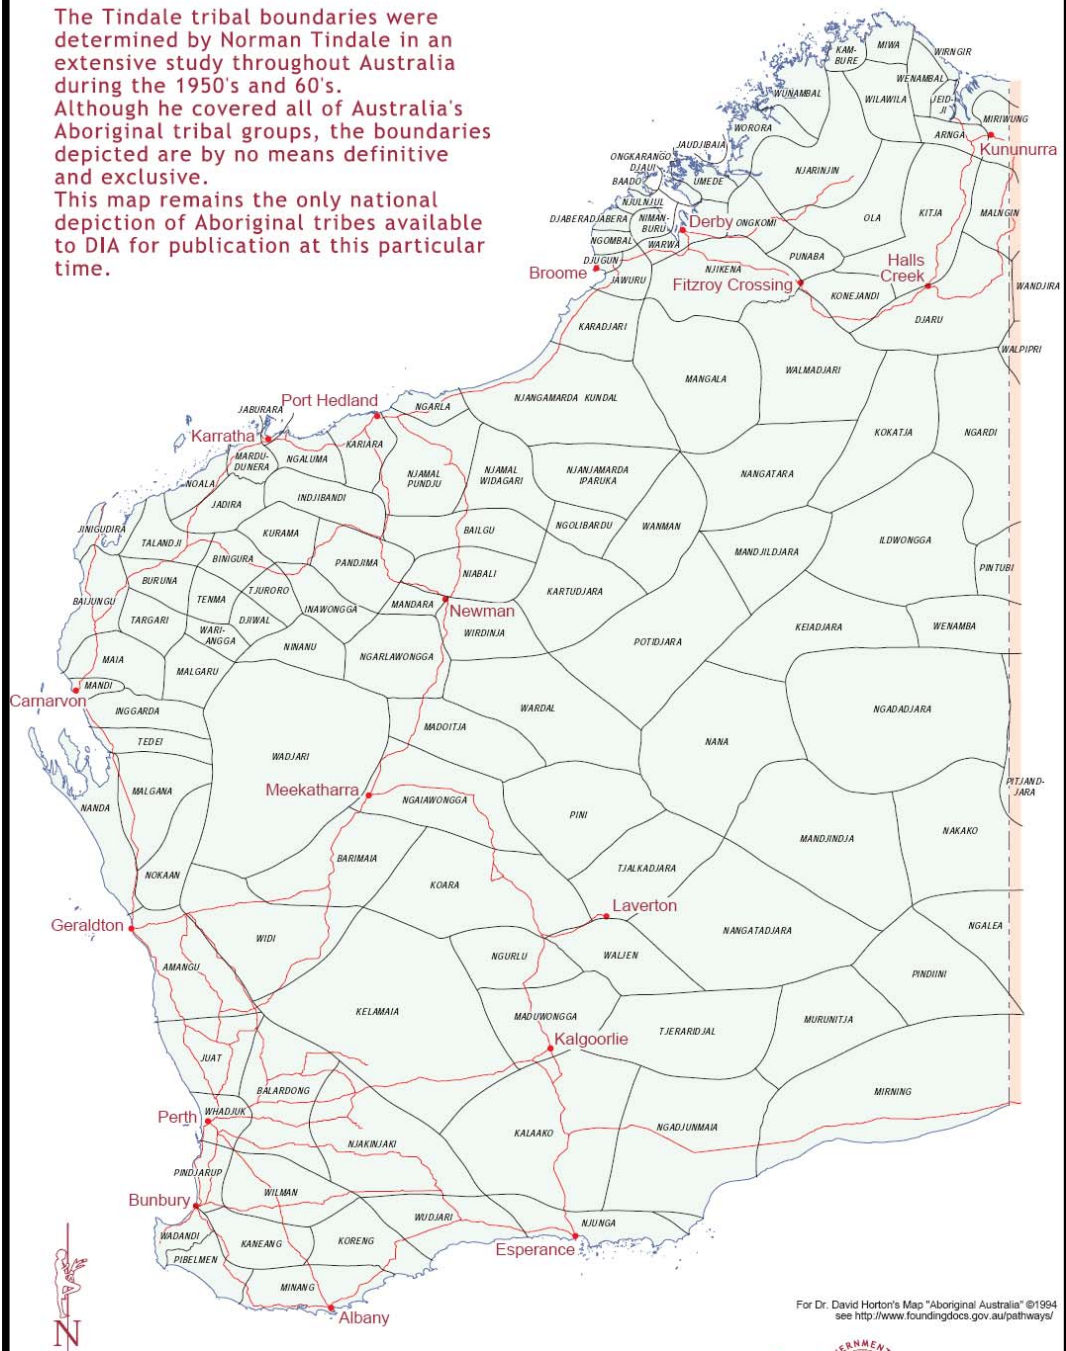 The Tindale tribal boundaries were
determined by Norman Tindale in an
extensive study throughout Australia
during the 1950's and 60's.
Although he covered all of Australia's
Aboriginal tribal groups, the boundaries
depicted are by no means definitive
and exclusive.
This map remains the only national
depiction of Aboriginal tribes available
to DIA for publication at this particular
time.
KAM-
BURE
MIWA
WIRNGIR
WENAMBAL
WUNAMBAL
WILAWILA
JEID-
JI
MIRIWUNG
WORORA
ARNGA
Kununurra
JAUDJIBAIA
ONGKARANGO
DJAUI
BAADO
UMEDE
NJARINJIN
NJULNJUL
DJABERADJABERA
NIMAN-
BURU
Derby
ONGKOMI
OLA
KITJA
MALNGIN
NGOMBAL
WARWA
DJUGUN
Broome
JAWURU
NJIKENA
PUNABA
Halls
Creek
Fitzroy Crossing
KONEJANDI
WANDJIRA
DJARU
KARADJARI
WALPIPRI
MANGALA
WALMADJARI
NJANGAMARDA KUNDAL
Port Hedland
NGARLA
JABURARA
Karratha
KARIARA
KOKATJA
NGARDI
MARDU-
DUNERA
NGALUMA
NJAMAL
PUNDJU
NJAMAL
WIDAGARI
NJANJAMARDA
IPARUKA
NANGATARA
NOALA
JADIRA
INDJIBANDI
JINIGUDIRA
TALANDJI
KURAMA
BAILGU
NGOLIBARDU
WANMAN
MANDJILDJARA
ILDWONGGA
BINIGURA
PANDJIMA
NIABALI
PINTUBI
BURUNA
TJURORO
KARTUDJARA
BAIJUNGU
TENMA
INAWONGGA
MANDARA
Newman
TARGARI
DJIWAL
WARI-
ANGGA
WIRDINJA
POTIDJARA
KEIADJARA
WENAMBA
NINANU
NGARLAWONGGA
MAIA
MALGARU
MANDI
Carnarvon
INGGARDA
WARDAL
NGADADJARA
MADOITJA
TEDEI
NANA
WADJARI
MALGANA
Meekatharra
NGAIAWONGGA
PITJAND-
JARA
NANDA
PINI
MANDJINDJA
NAKAKO
BARIMAIA
TJALKADJARA
NOKAAN
KOARA
Laverton
Geraldton
WIDI
NANGATADJARA
NGALEA
NGURLU
WALJEN
AMANGU
PINDIINI
KELAMAIA
MADUWONGGA
TJERARIDJAL
MURUNITJA
Kalgoorlie
JUAT
BALARDONG
MIRNING
Perth
WHADJUK
KALAAKO
NGADJUNMAIA
NJAKINJAKI
PINDJARUP
Bunbury
WILMAN
WUDJARI
NJUNGA
WADANDI
KANEANG
KORENG
Esperance
PIBELMEN
MINANG
Albany
N
For Dr. David Horton's Map "Aboriginal Australia" ©1994
see http://www.foundingdocs.gov.au/pathways/